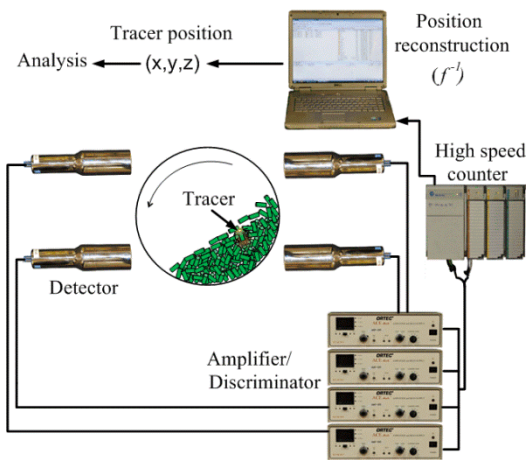 Tracer position
Position
reconstruction
(f⁻¹)
Analysis
(x,y,z)
High speed
counter
Tracer
Detector
Amplifier/
Discriminator
ORTEC
ORTEC
ORTEC
ORTEC